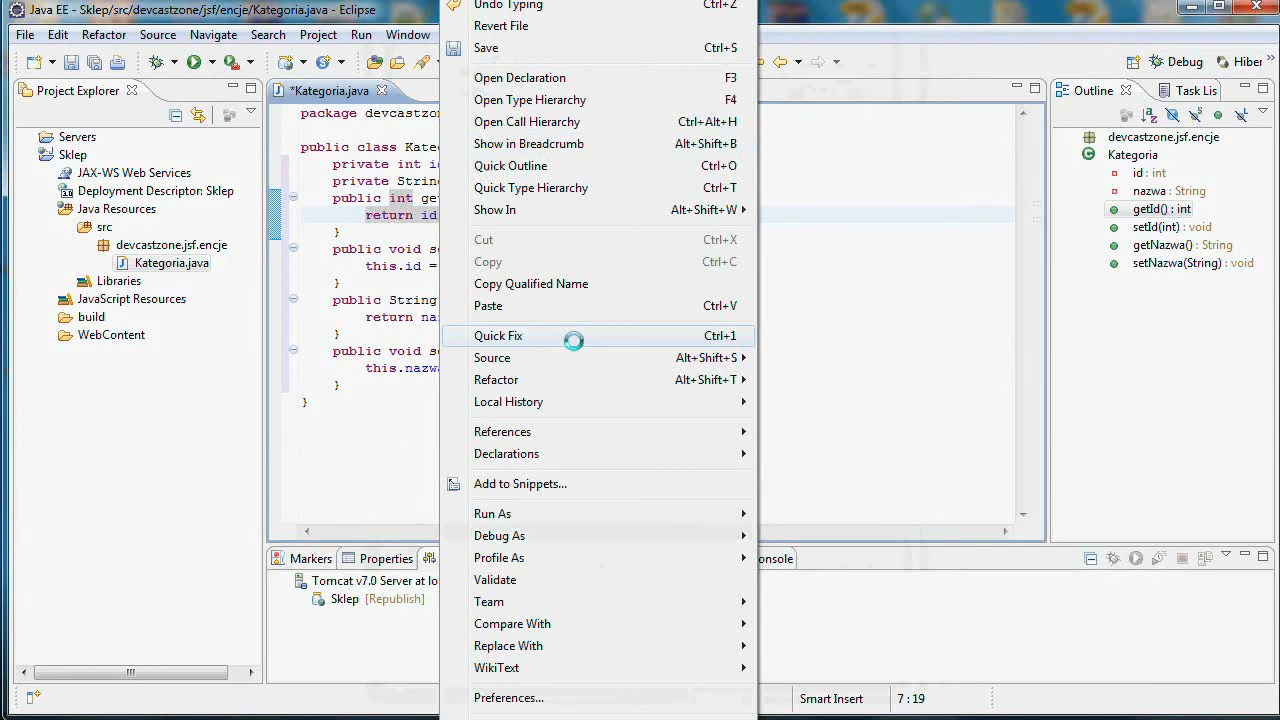 Java EE - Sklep/src/devcastzone/jsf/encje/Kategoria.java - Eclipse
File Edit Refactor Source Navigate Search Project Run Window
Debug Hiber
Project Explorer
Servers
Sklep
JAX-WS Web Services
Deployment Descriptor: Sklep
Java Resources
src
devcastzone.jsf.encje
Kategoria.java
Libraries
JavaScript Resources
build
WebContent
*Kategoria.java
package devcastzone
public class Kate
private int
private String
public int ge
return id
}
public void se
this.id =
}
public String
return na
}
public void se
this.nazw
}
}
Undo Typing Ctrl+Z
Revert File
Save Ctrl+S
Open Declaration F3
Open Type Hierarchy F4
Open Call Hierarchy Ctrl+Alt+H
Show in Breadcrumb Alt+Shift+B
Quick Outline Ctrl+O
Quick Type Hierarchy Ctrl+T
Show In Alt+Shift+W
Cut Ctrl+X
Copy Ctrl+C
Copy Qualified Name
Paste Ctrl+V
Quick Fix Ctrl+1
Source Alt+Shift+S
Refactor Alt+Shift+T
Local History
References
Declarations
Add to Snippets...
Run As
Debug As
Profile As
Validate
Team
Compare With
Replace With
WikiText
Preferences...
Outline Task Lis
devcastzone.jsf.encje
Kategoria
id : int
nazwa : String
getId() : int
setId(int) : void
getNazwa() : String
setNazwa(String) : void
Markers Properties onsole
Tomcat v7.0 Server at lo
Sklep [Republish]
Smart Insert 7 : 19